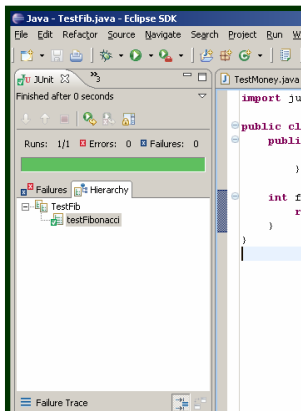 Java - TestFib.java - Eclipse SDK
File Edit Refactor Source Navigate Search Project Run W
JUnit
3
TestMoney.java
Finished after 0 seconds
Runs: 1/1 Errors: 0 Failures: 0
Failures Hierarchy
TestFib
testFibonacci
Failure Trace
import ju
public cl
publi
}
int f
r
}
}